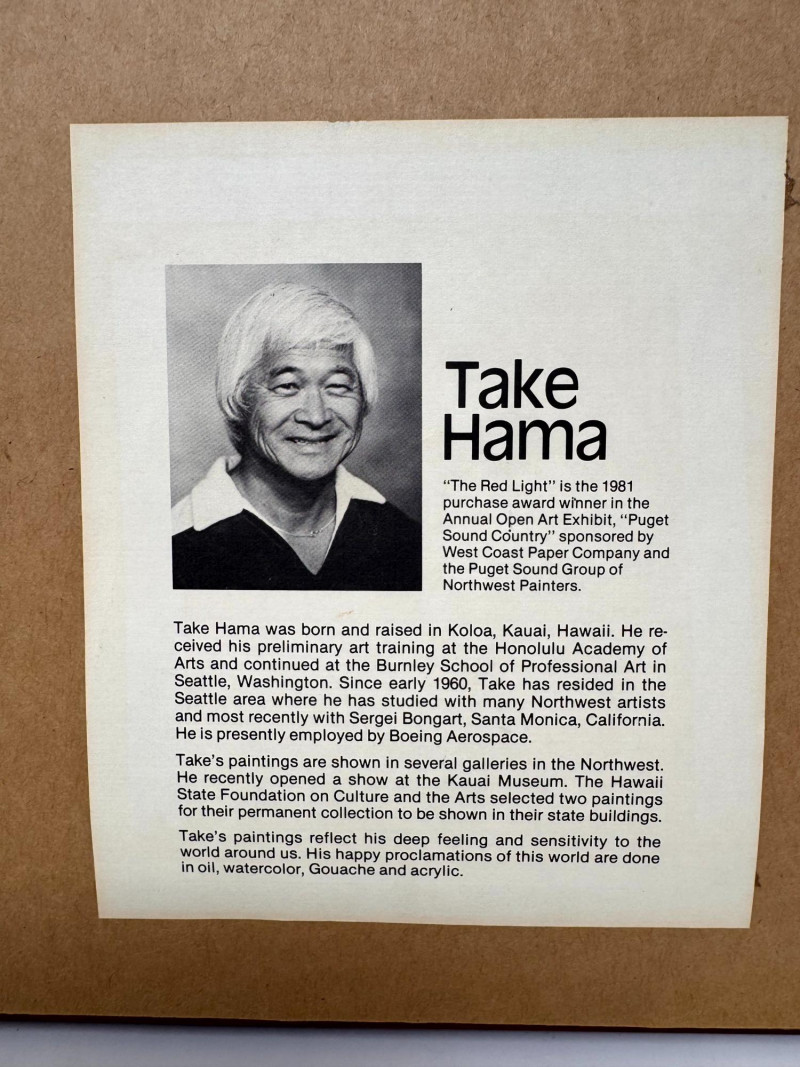 Take
Hama
“The Red Light” is the 1981
purchase award winner in the
Annual Open Art Exhibit, “Puget
Sound Country” sponsored by
West Coast Paper Company and
the Puget Sound Group of
Northwest Painters.
Take Hama was born and raised in Koloa, Kauai, Hawaii. He re-
ceived his preliminary art training at the Honolulu Academy of
Arts and continued at the Burnley School of Professional Art in
Seattle, Washington. Since early 1960, Take has resided in the
Seattle area where he has studied with many Northwest artists
and most recently with Sergei Bongart, Santa Monica, California.
He is presently employed by Boeing Aerospace.
Take’s paintings are shown in several galleries in the Northwest.
He recently opened a show at the Kauai Museum. The Hawaii
State Foundation on Culture and the Arts selected two paintings
for their permanent collection to be shown in their state buildings.
Take’s paintings reflect his deep feeling and sensitivity to the
world around us. His happy proclamations of this world are done
in oil, watercolor, Gouache and acrylic.